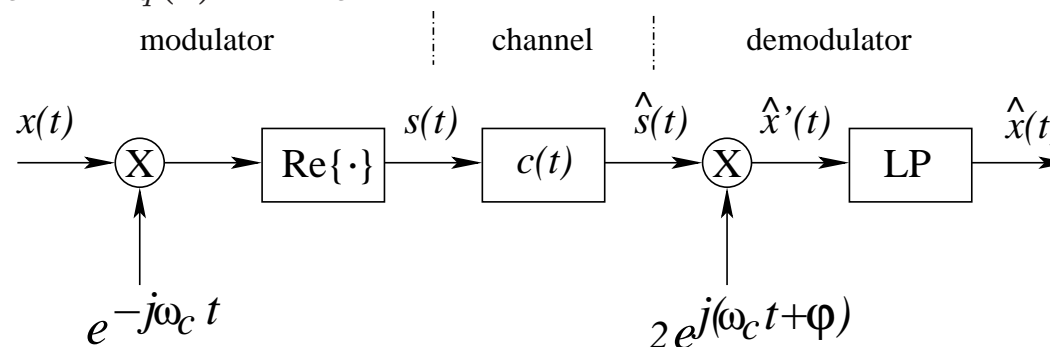 q
modulator channel demodulator
x(t) s(t) ŝ(t) x̂'(t) x̂(t
X Re{·} c(t) X LP
e^{-jω_c t} 2e^{j(ω_c t+φ)}